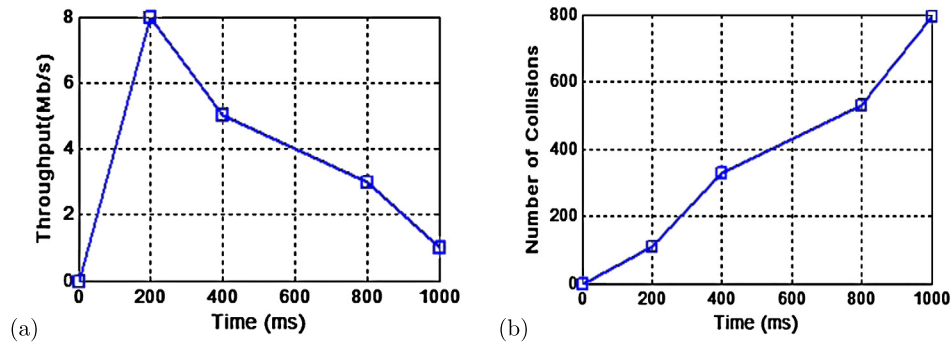 8
6
4
2
0
0 200 400 600 800 1000
Throughput(Mb/s)
Time (ms)
(a)
800
600
400
200
0
0 200 400 600 800 1000
Number of Collisions
Time (ms)
(b)